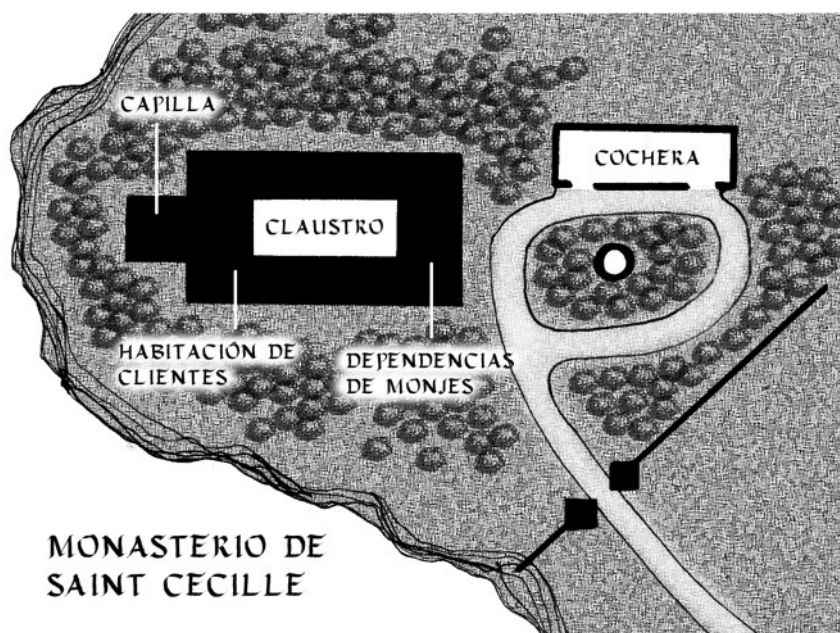 CAPILLA
COCHERA
CLAUSTRO
HABITACIÓN DE
CLIENTES
DEPENDENCIAS
DE MONJES
MONASTERIO DE
SAINT CECILLE